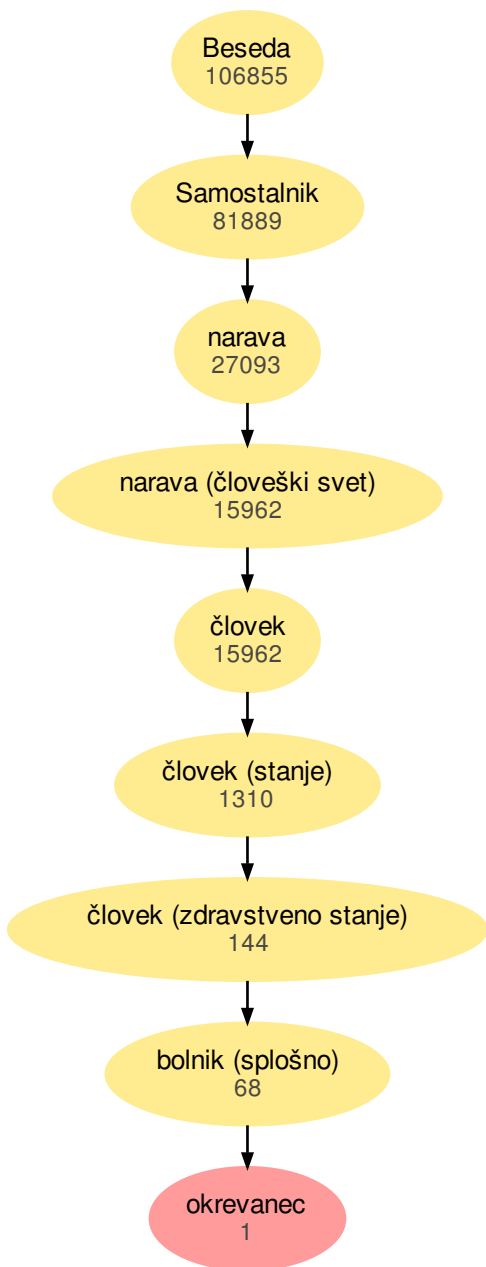 Beseda
106855
Samostalnik
81889
narava
27093
narava (človeški svet)
15962
človek
15962
človek (stanje)
1310
človek (zdravstveno stanje)
144
bolnik (splošno)
68
okrevanec
1